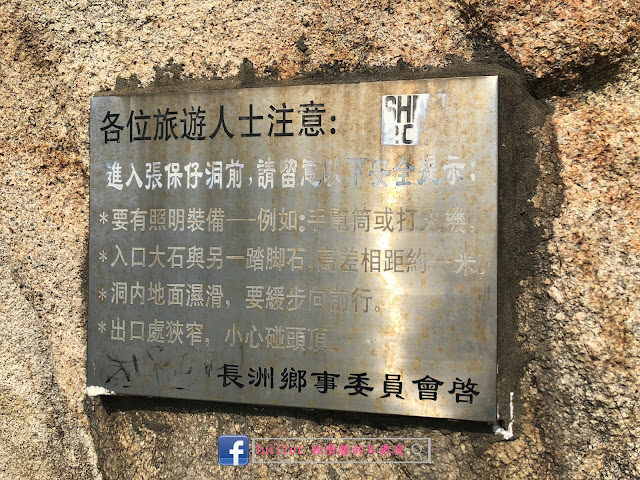 各位旅遊人士注意：
進入張保仔洞前，請留意以下安全提示：
*要有照明裝備──例如：手電筒或打火機。
*入口大石與另一踏脚石，高差相距約一米。
*洞內地面濕滑，要緩步向前行。
*出口處狹窄，小心碰頭頂。
長洲鄉事委員會啓
f